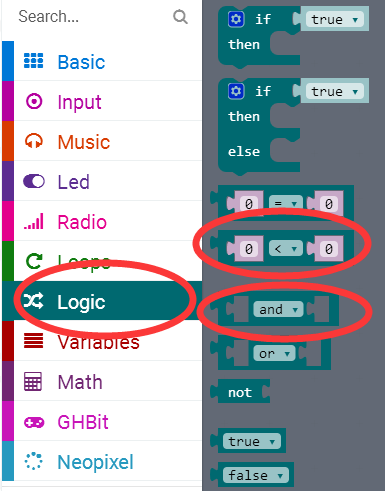 Search...
Basic
Input
Music
Led
Radio
Loops
Logic
Variables
Math
GHBit
Neopixel
if true
then
if true
then
else
0 = 0
0 < 0
and
or
not
true
false